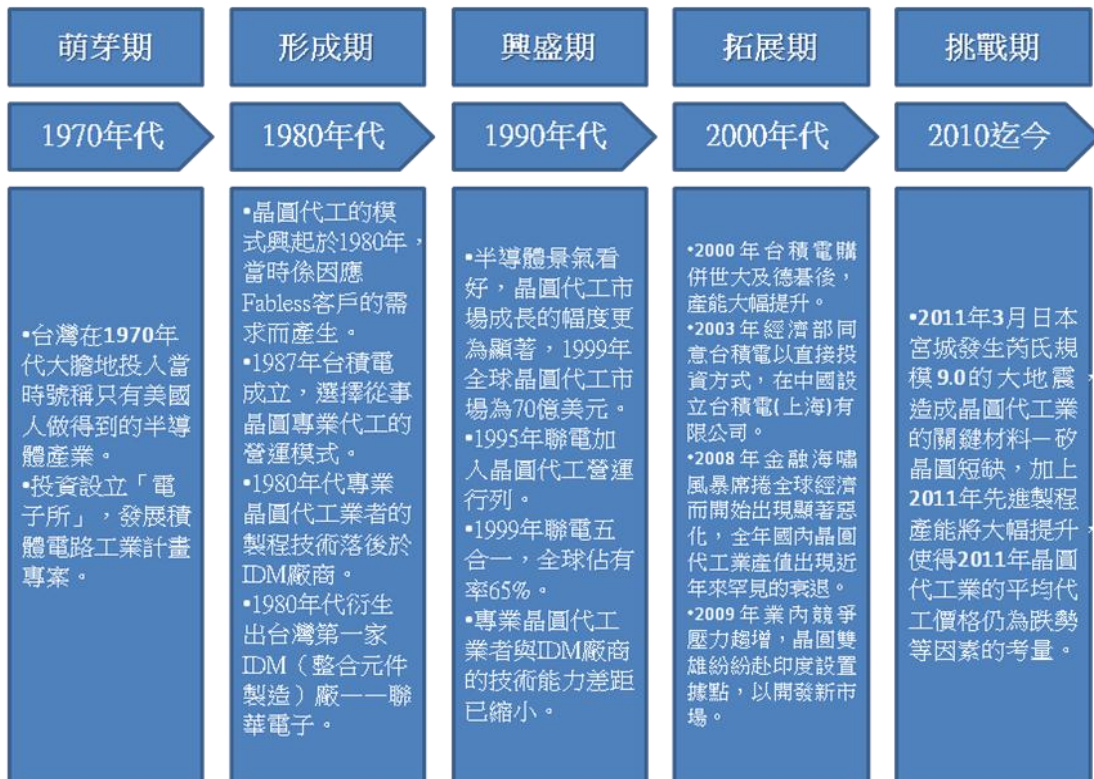 萌芽期
形成期
興盛期
拓展期
挑戰期
1970年代
1980年代
1990年代
2000年代
2010迄今
•台灣在1970年
代大膽地投入當
時號稱只有美國
人做得到的半導
體產業。
•投資設立「電
子所」，發展積
體電路工業計畫
專案。
•晶圓代工的模
式興起於1980年，
當時係因應
Fabless客戶的需
求而產生。
•1987年台積電
成立，選擇從事
晶圓專業代工的
營運模式。
•1980年代專業
晶圓代工業者的
製程技術落後於
IDM廠商。
•1980年代衍生
出台灣第一家
IDM（整合元件
製造）廠——聯
華電子。
•半導體景氣看
好，晶圓代工市
場成長的幅度更
為顯著，1999年
全球晶圓代工市
場為70億美元。
•1995年聯電加
入晶圓代工營運
行列。
•1999年聯電五
合一，全球佔有
率65%。
•專業晶圓代工
業者與IDM廠商
的技術能力差距
已縮小。
•2000年台積電購
併世大及德碁後，
產能大幅提升。
•2003年經濟部同
意台積電以直接投
資方式，在中國設
立台積電(上海)有
限公司。
•2008年金融海嘯
風暴席捲全球經濟
而開始出現顯著惡
化，全年國內晶圓
代工業產值出現近
年來罕見的衰退。
•2009年業內競爭
壓力趨增，晶圓雙
雄紛紛赴印度設置
據點，以開發新市
場。
•2011年3月日本
宮城發生芮氏規
模9.0的大地震，
造成晶圓代工業
的關鍵材料—矽
晶圓短缺，加上
2011年先進製程
產能將大幅提升，
使得2011年晶圓
代工業的平均代
工價格仍為跌勢
等因素的考量。